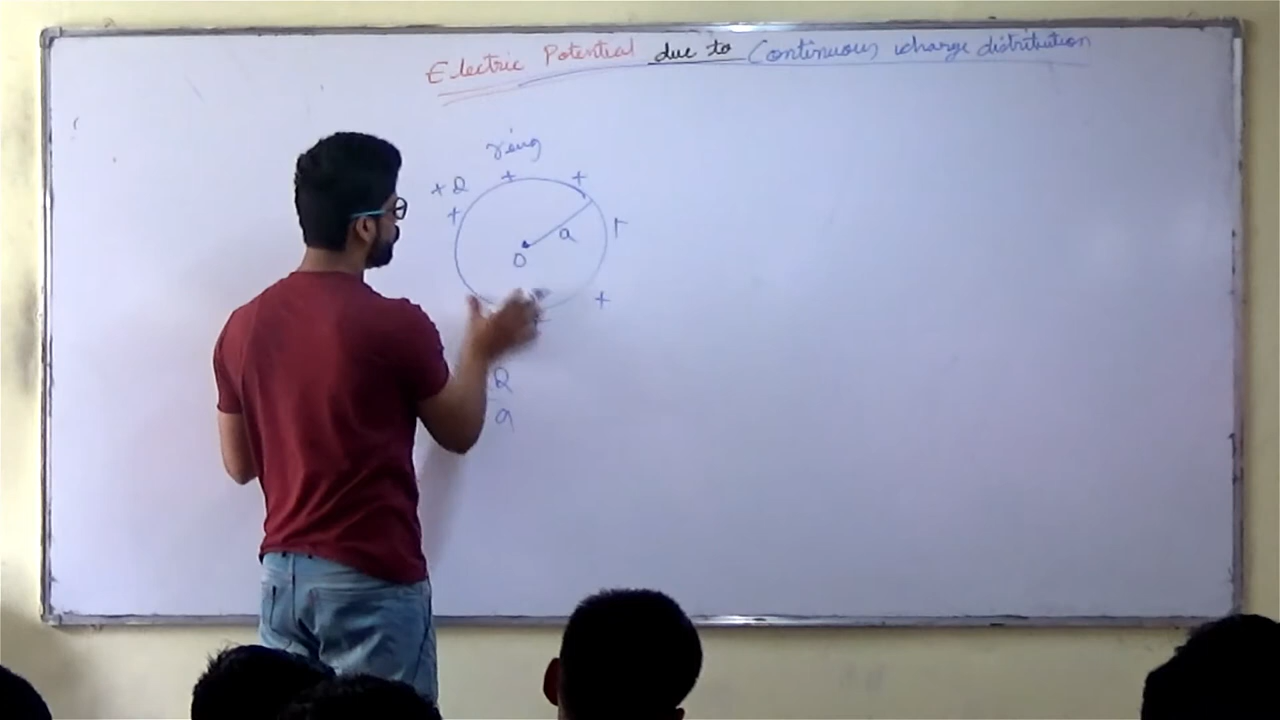 Electric Potential due to Continuous charge distribution
ring
+ Q
+ +
+
a
O
+
Q
a